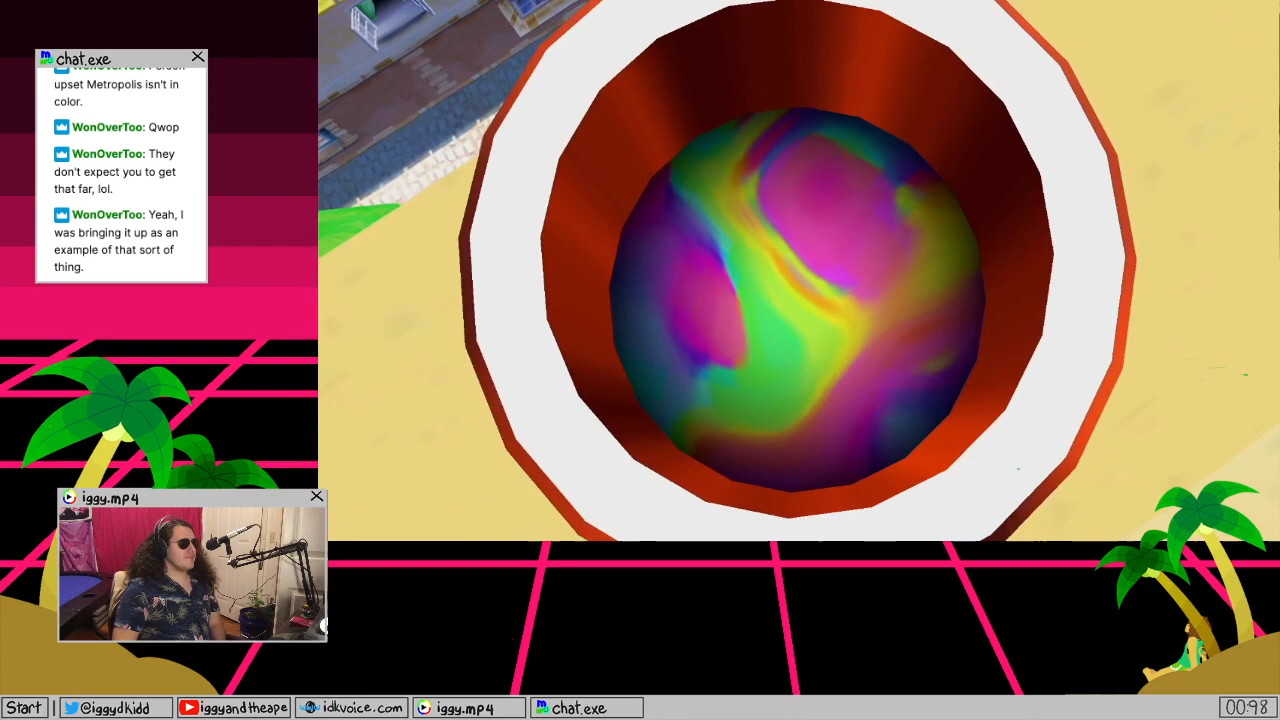 chat.exe
upset Metropolis isn't in
color.
WonOverToo: Qwop
WonOverToo: They
don't expect you to get
that far, lol.
WonOverToo: Yeah, I
was bringing it up as an
example of that sort of
thing.
iggy.mp4
Start | @iggydkidd iggyandtheape idkvoice.com iggy.mp4 chat.exe 00:98